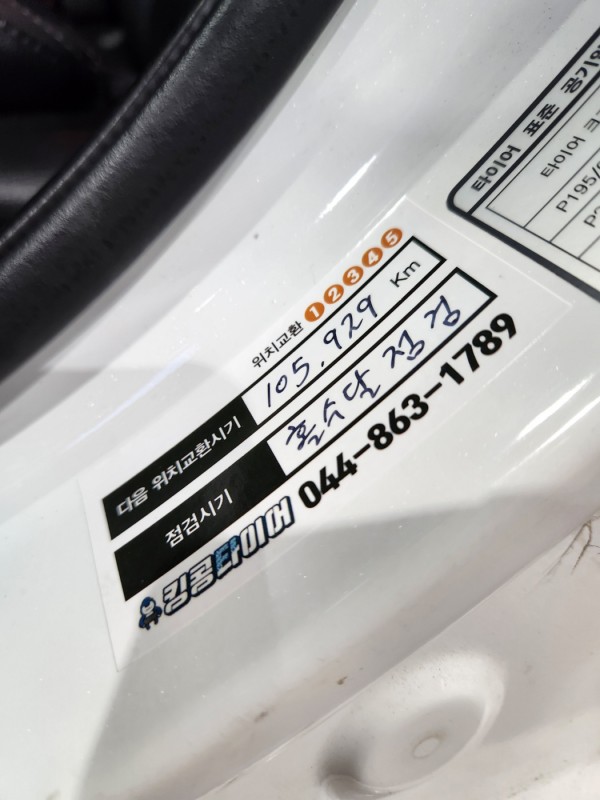 위치교환 1 2 3 4 5
다음 위치교환시기 105.929 Km
점검시기 홀수달 점검
킹콩타이어 044-863-1789
타이어 표준 공기압
타이어 크기
P195/